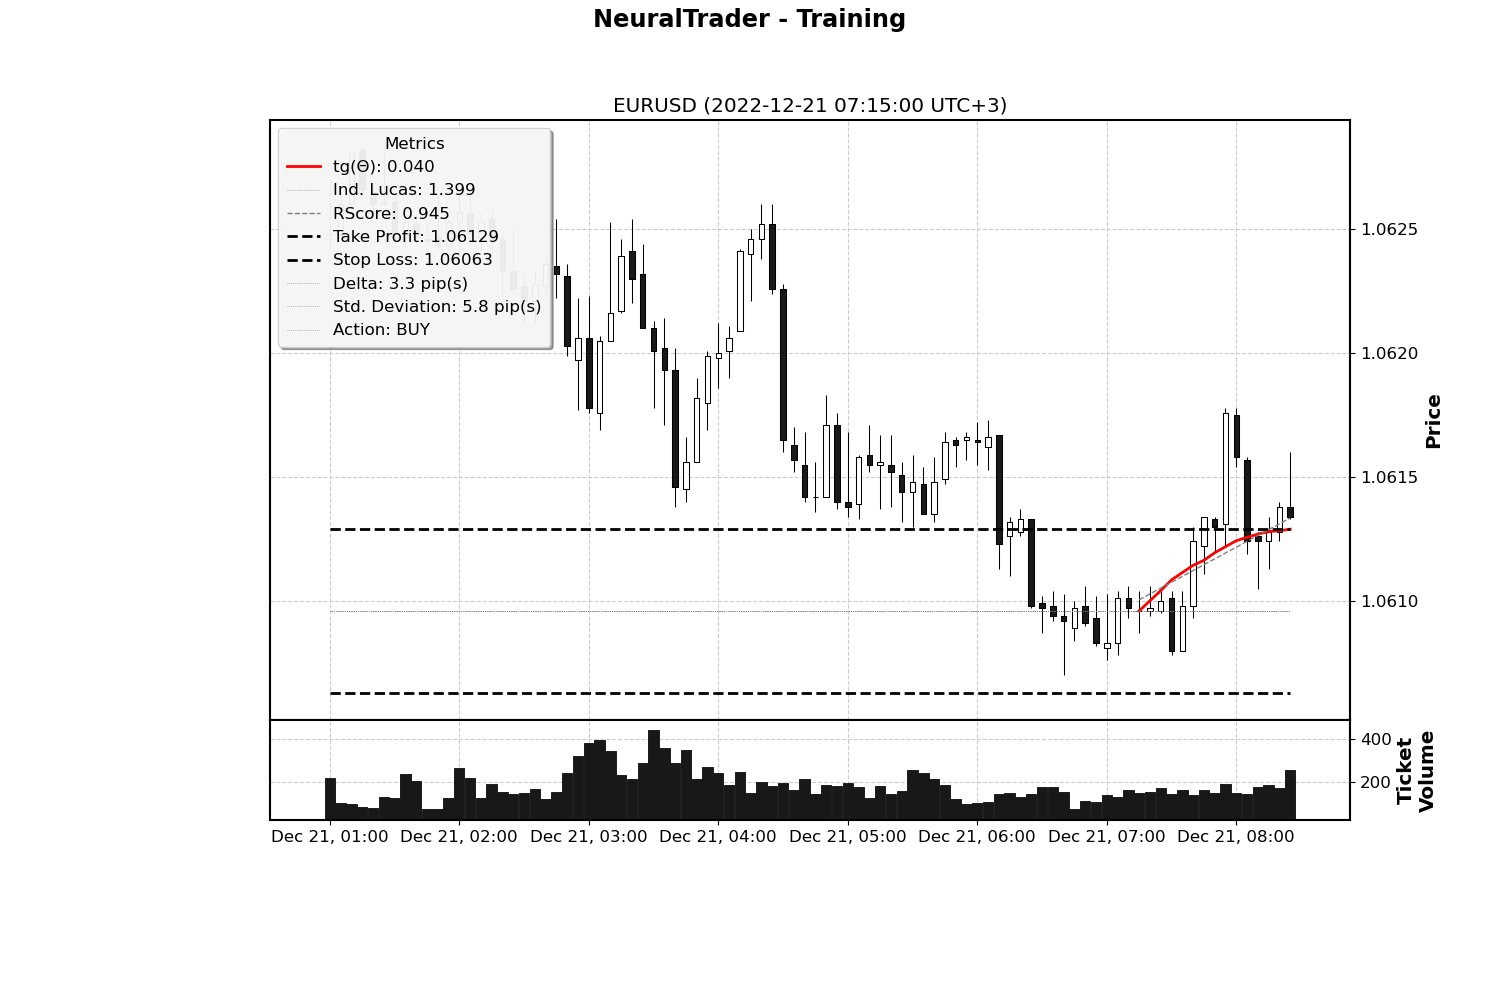 NeuralTrader - Training
EURUSD (2022-12-21 07:15:00 UTC+3)
Metrics
tg(Θ): 0.040
Ind. Lucas: 1.399
RScore: 0.945
Take Profit: 1.06129
Stop Loss: 1.06063
Delta: 3.3 pip(s)
Std. Deviation: 5.8 pip(s)
Action: BUY
1.0625
1.0620
1.0615
1.0610
Price
400
200
Ticket
Volume
Dec 21, 01:00 Dec 21, 02:00 Dec 21, 03:00 Dec 21, 04:00 Dec 21, 05:00 Dec 21, 06:00 Dec 21, 07:00 Dec 21, 08:00